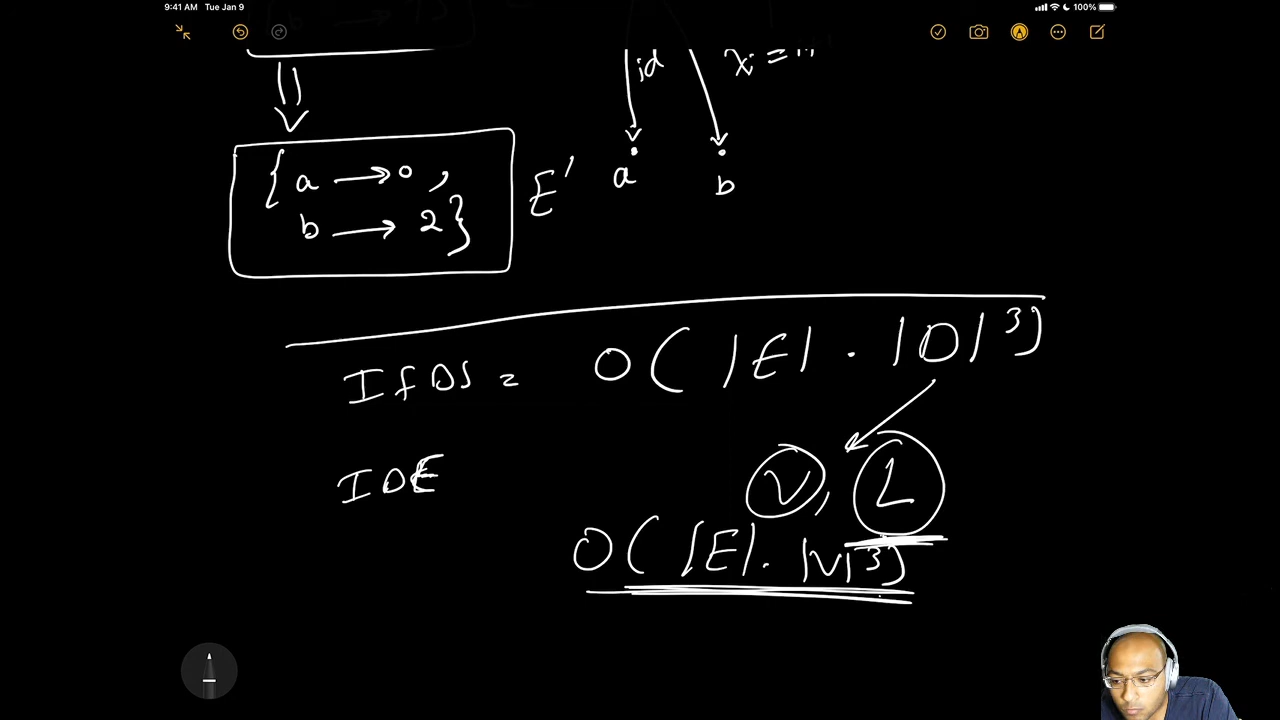 9:41 AM Tue Jan 9
100%
id
{ a → 0 ,
b → 2 }
E'
a
b
IfDS = O( |E| . |D|³ )
IDE
V, L
O( |E| . |V|³ )